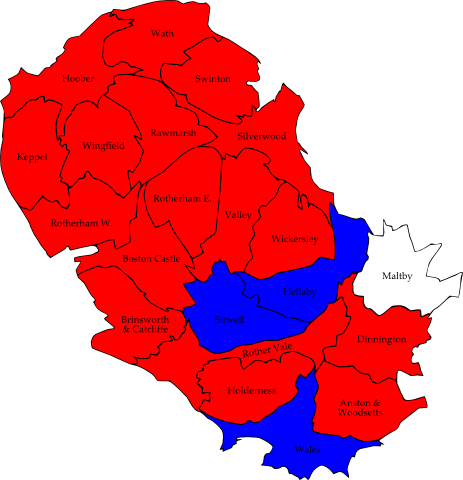 Wath
Hoober
Swinton
Rawmarsh
Silverwood
Keppel
Wingfield
Rotherham E.
Valley
Rotherham W.
Wickersley
Boston Castle
Maltby
Hellaby
Brinsworth
& Catcliffe
Sitwell
Dinnington
Rother Vale
Holderness
Anston &
Woodsetts
Wales